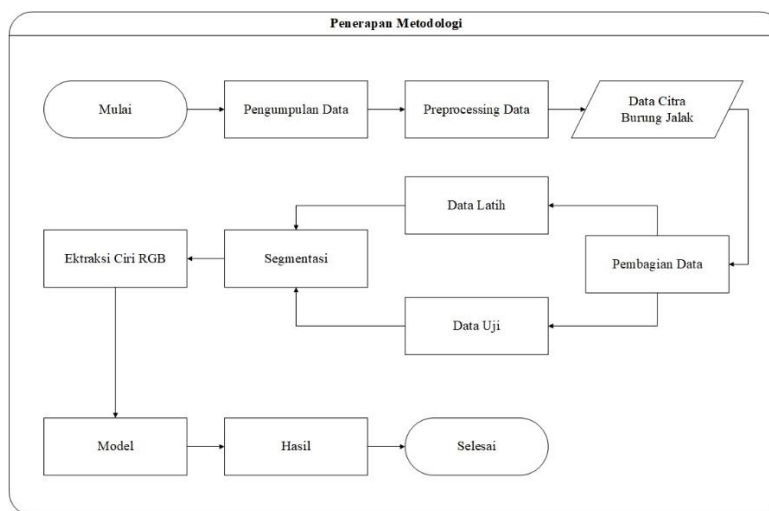 Penerapan Metodologi
Mulai
Pengumpulan Data
Preprocessing Data
Data Citra
Burung Jalak
Data Latih
Ektraksi Ciri RGB
Segmentasi
Pembagian Data
Data Uji
Model
Hasil
Selesai